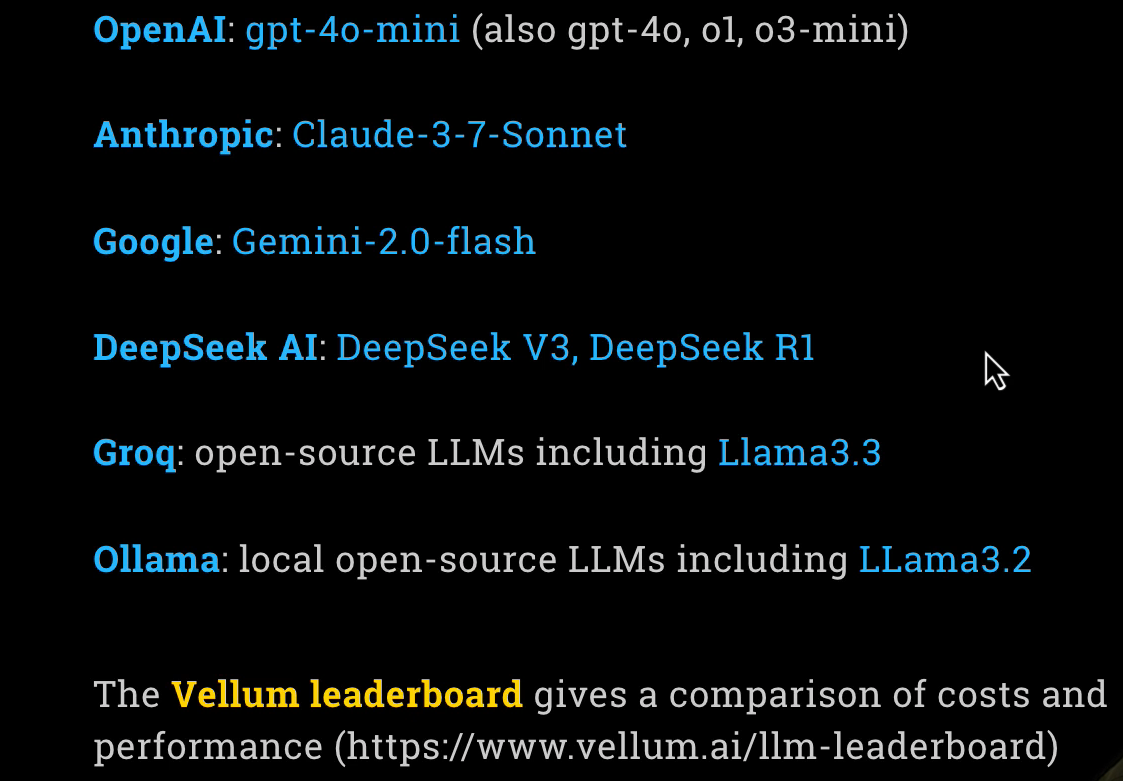 OpenAI: gpt-4o-mini (also gpt-4o, o1, o3-mini)
Anthropic: Claude-3-7-Sonnet
Google: Gemini-2.0-flash
DeepSeek AI: DeepSeek V3, DeepSeek R1
Groq: open-source LLMs including Llama3.3
Ollama: local open-source LLMs including LLama3.2
The Vellum leaderboard gives a comparison of costs and
performance (https://www.vellum.ai/llm-leaderboard)